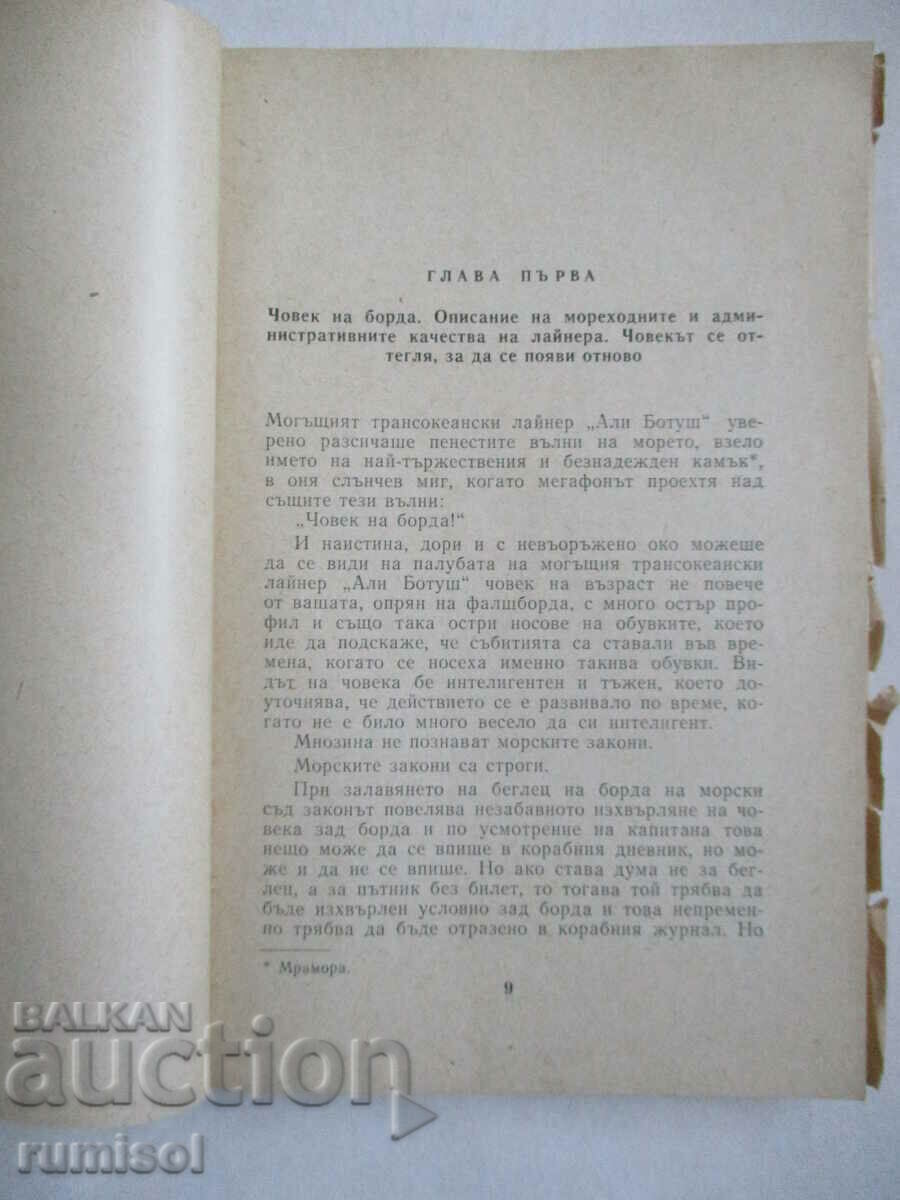 ГЛАВА ПЪРВА
Човек на борда. Описание на мореходните и адми-
нистративните качества на лайнера. Човекът се от-
тегля, за да се появи отново
Могъщият трансокеански лайнер „Али Ботуш“ уве-
рено разсичаше пенестите вълни на морето, взело
името на най-тържествения и безнадежден камък*,
в оня слънчев миг, когато мегафонът проехтя над
същите тези вълни:
„Човек на борда!“
И наистина, дори и с невъоръжено око можеше
да се види на палубата на могъщия трансокеански
лайнер „Али Ботуш“ човек на възраст не повече
от вашата, опрян на фалшборда, с много остър про-
фил и също така остри носове на обувките, което
иде да подскаже, че събитията са ставали във вре-
мена, когато се носеха именно такива обувки. Ви-
дът на човека бе интелигентен и тъжен, което до-
уточнява, че действието се е развивало по време, ко-
гато не е било много весело да си интелигент.
Мнозина не познават морските закони.
Морските закони са строги.
При залавянето на беглец на борда на морски
съд законът повелява незабавното изхвърляне на чо-
века зад борда и по усмотрение на капитана това
нещо може да се впише в корабния дневник, но мо-
же и да не се впише. Но ако става дума не за бег-
лец, а за пътник без билет, то тогава той трябва да
бъде изхвърлен условно зад борда и това непремен-
но трябва да бъде отразено в корабния журнал. Но
* Мрамора.
9
BALKAN
auction
rumisol